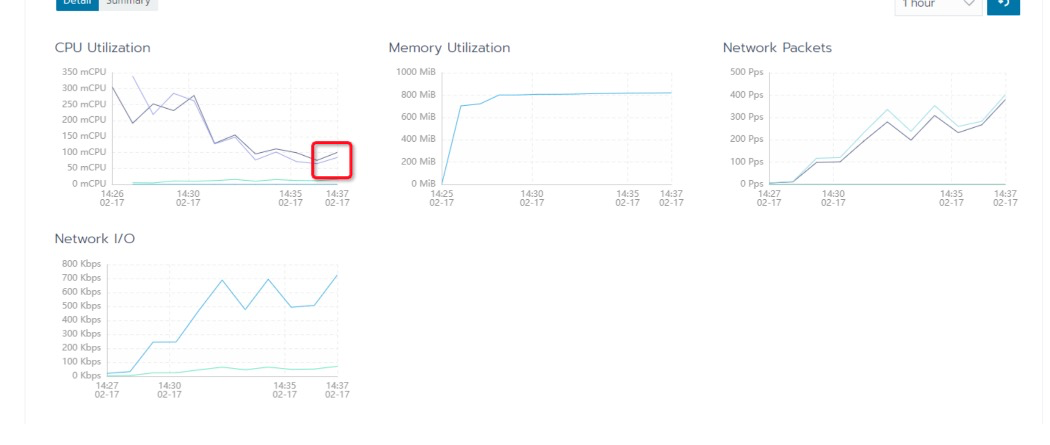 Detail Summary 1 hour
CPU Utilization Memory Utilization Network Packets
350 mCPU
300 mCPU
250 mCPU
200 mCPU
150 mCPU
100 mCPU
50 mCPU
0 mCPU
14:26 14:30 14:35 14:37
02-17 02-17 02-17 02-17
1000 MiB
800 MiB
600 MiB
400 MiB
200 MiB
0 MiB
14:25 14:30 14:35 14:37
02-17 02-17 02-17 02-17
500 Pps
400 Pps
300 Pps
200 Pps
100 Pps
0 Pps
14:27 14:30 14:35 14:37
02-17 02-17 02-17 02-17
Network I/O
800 Kbps
700 Kbps
600 Kbps
500 Kbps
400 Kbps
300 Kbps
200 Kbps
100 Kbps
0 Kbps
14:27 14:30 14:35 14:37
02-17 02-17 02-17 02-17